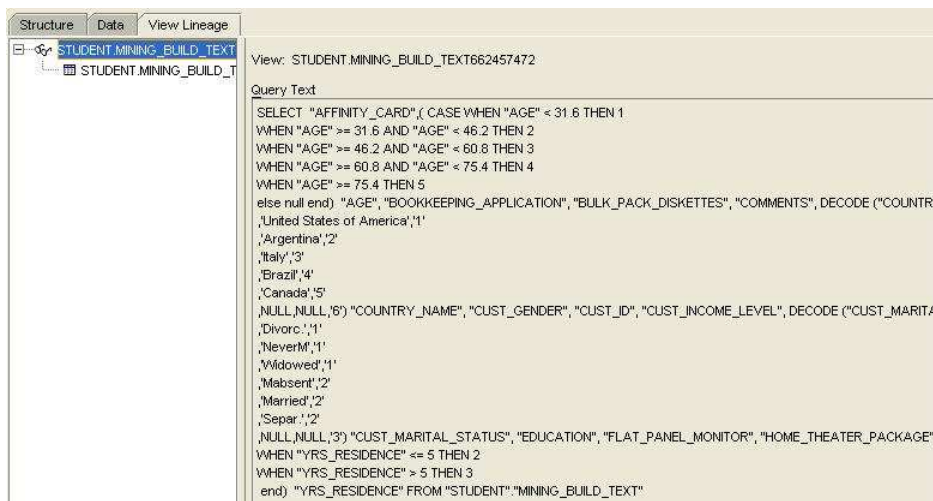 Structure Data View Lineage
STUDENT.MINING_BUILD_TEXT
STUDENT.MINING_BUILD_T
View: STUDENT.MINING_BUILD_TEXT662457472
Query Text
SELECT "AFFINITY_CARD",( CASE WHEN "AGE" < 31.6 THEN 1
WHEN "AGE" >= 31.6 AND "AGE" < 46.2 THEN 2
WHEN "AGE" >= 46.2 AND "AGE" < 60.8 THEN 3
WHEN "AGE" >= 60.8 AND "AGE" < 75.4 THEN 4
WHEN "AGE" >= 75.4 THEN 5
else null end) "AGE", "BOOKKEEPING_APPLICATION", "BULK_PACK_DISKETTES", "COMMENTS", DECODE ("COUNTR
,'United States of America','1'
,'Argentina','2'
,'Italy','3'
,'Brazil','4'
,'Canada','5'
,NULL,NULL,'6') "COUNTRY_NAME", "CUST_GENDER", "CUST_ID", "CUST_INCOME_LEVEL", DECODE ("CUST_MARITA
,'Divorc.','1'
,'NeverM','1'
,'Widowed','1'
,'Mabsent','2'
,'Married','2'
,'Separ.','2'
,NULL,NULL,'3') "CUST_MARITAL_STATUS", "EDUCATION", "FLAT_PANEL_MONITOR", "HOME_THEATER_PACKAGE"
WHEN "YRS_RESIDENCE" <= 5 THEN 2
WHEN "YRS_RESIDENCE" > 5 THEN 3
end) "YRS_RESIDENCE" FROM "STUDENT"."MINING_BUILD_TEXT"